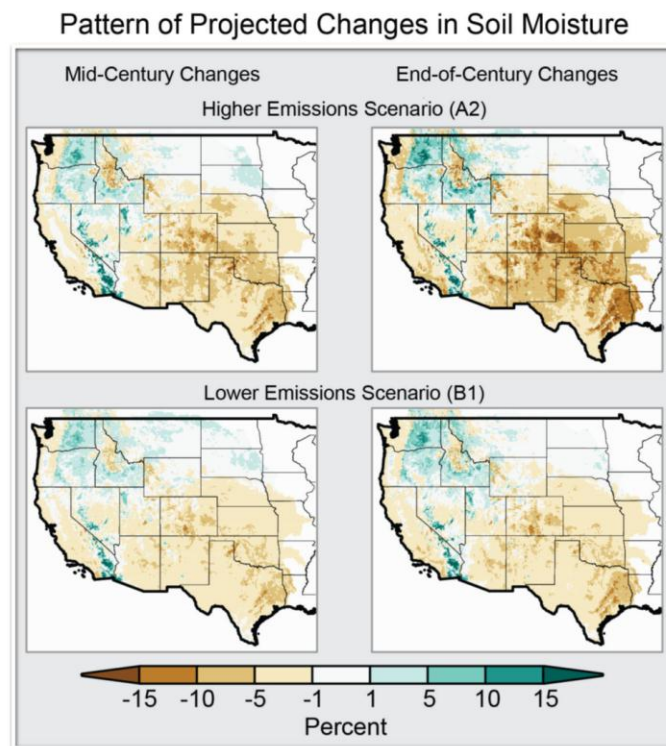 Pattern of Projected Changes in Soil Moisture
Mid-Century Changes
End-of-Century Changes
Higher Emissions Scenario (A2)
Lower Emissions Scenario (B1)
-15 -10 -5 -1 1 5 10 15
Percent